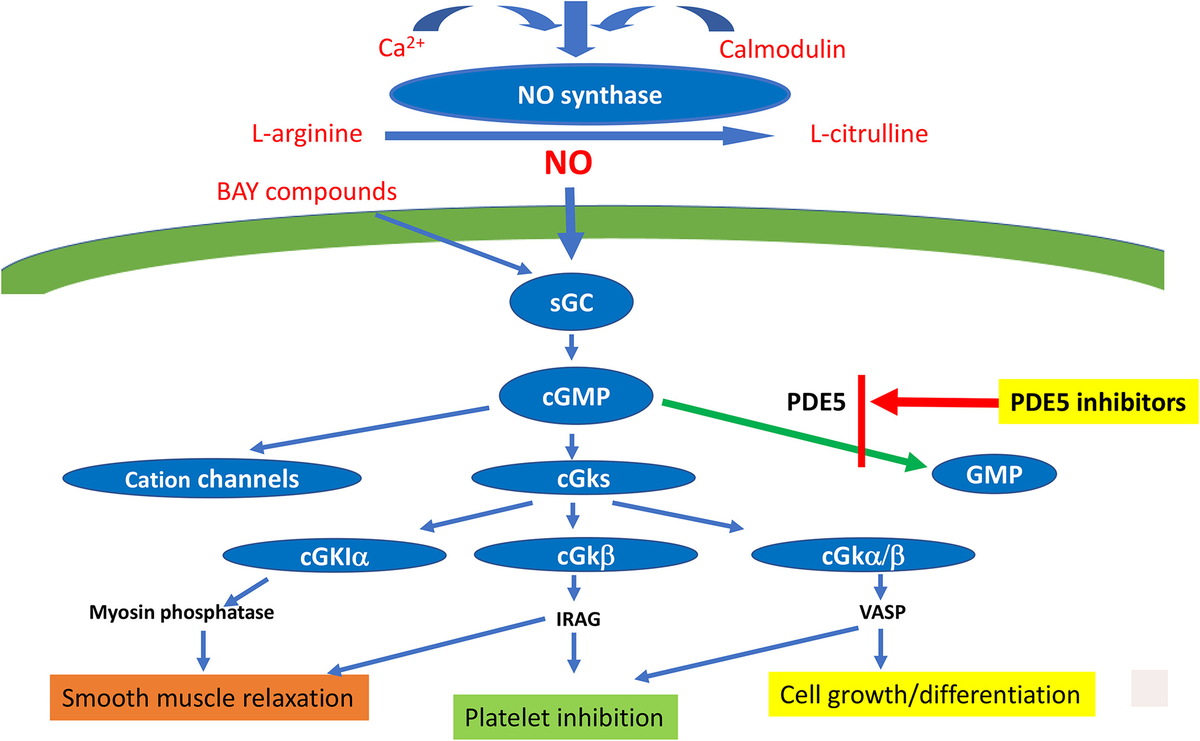 Ca²⁺
Calmodulin
NO synthase
L-arginine
L-citrulline
NO
BAY compounds
sGC
cGMP
PDE5
PDE5 inhibitors
Cation channels
cGks
GMP
cGKIα
cGkβ
cGkα/β
Myosin phosphatase
IRAG
VASP
Smooth muscle relaxation
Platelet inhibition
Cell growth/differentiation